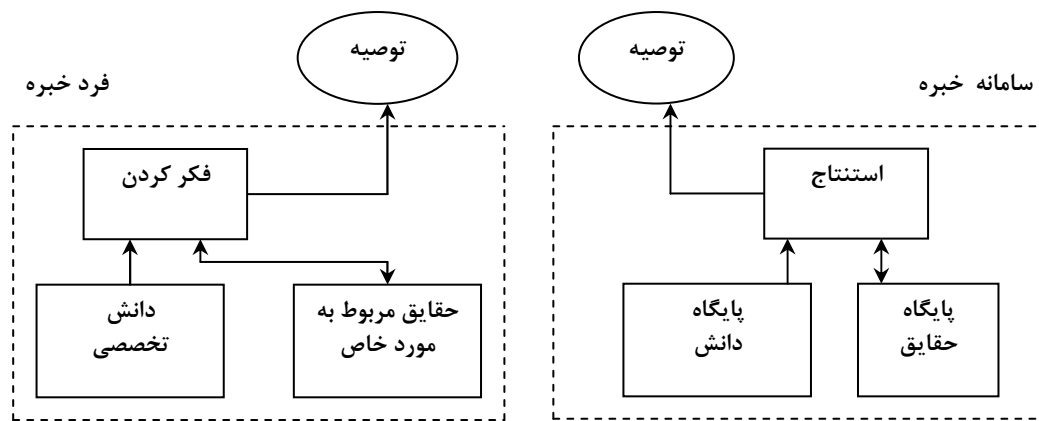 توصیه
توصیه
سامانه خبره
فرد خبره
استنتاج
فکر کردن
پایگاه
حقایق
پایگاه
دانش
حقایق مربوط به
مورد خاص
دانش
تخصصی